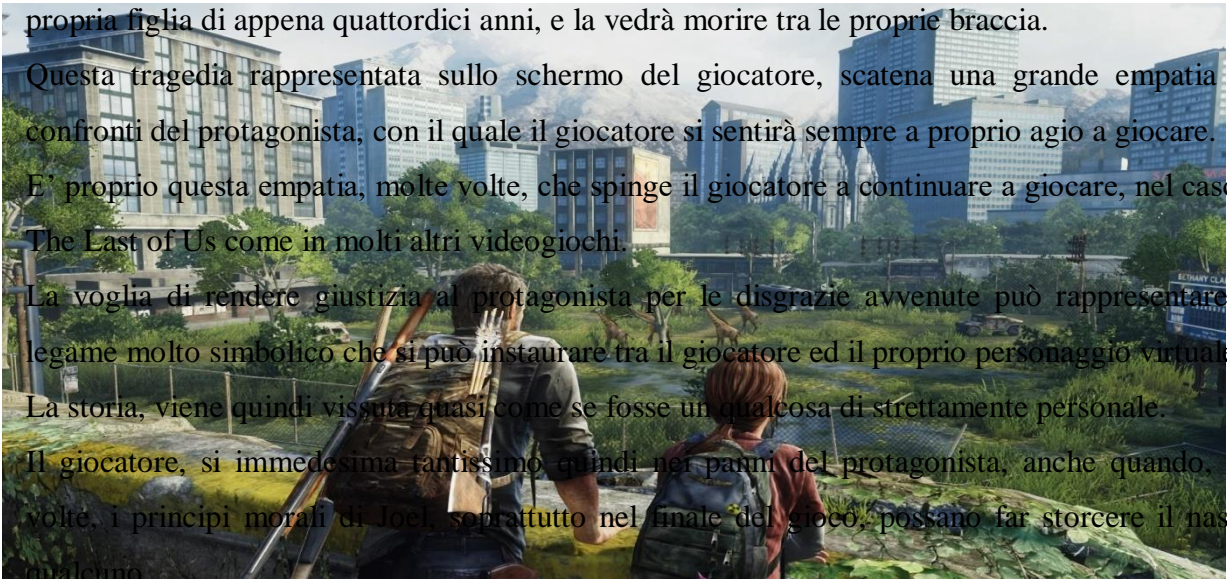 propria figlia di appena quattordici anni, e la vedrà morire tra le proprie braccia.
Questa tragedia rappresentata sullo schermo del giocatore, scatena una grande empatia
confronti del protagonista, con il quale il giocatore si sentirà sempre a proprio agio a giocare.
E' proprio questa empatia, molte volte, che spinge il giocatore a continuare a giocare, nel cas
The Last of Us come in molti altri videogiochi.
La voglia di rendere giustizia al protagonista per le disgrazie avvenute può rappresentare
legame molto simbolico che si può instaurare tra il giocatore ed il proprio personaggio virtual
La storia, viene quindi vissuta quasi come se fosse un qualcosa di strettamente personale.
Il giocatore, si immedesima tantissimo quindi nei panni del protagonista, anche quando,
volte, i principi morali di Joel, soprattutto nel finale del gioco, possano far storcere il nas
qualcuno
BETHANY CLA